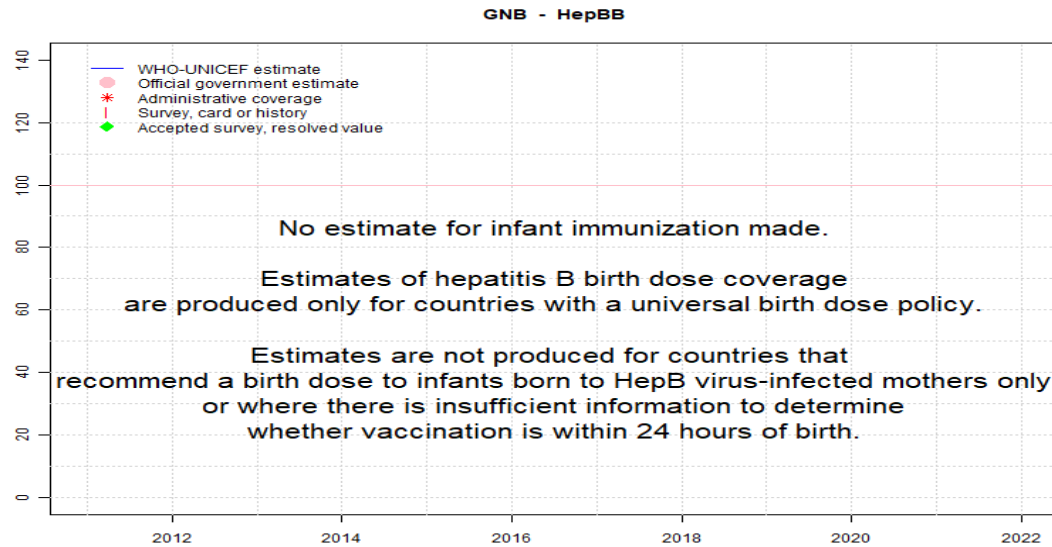 GNB - HepBB
140
120
100
80
60
40
20
0
WHO-UNICEF estimate
Official government estimate
Administrative coverage
Survey, card or history
Accepted survey, resolved value
No estimate for infant immunization made.
Estimates of hepatitis B birth dose coverage
are produced only for countries with a universal birth dose policy.
Estimates are not produced for countries that
recommend a birth dose to infants born to HepB virus-infected mothers only
or where there is insufficient information to determine
whether vaccination is within 24 hours of birth.
2012 2014 2016 2018 2020 2022